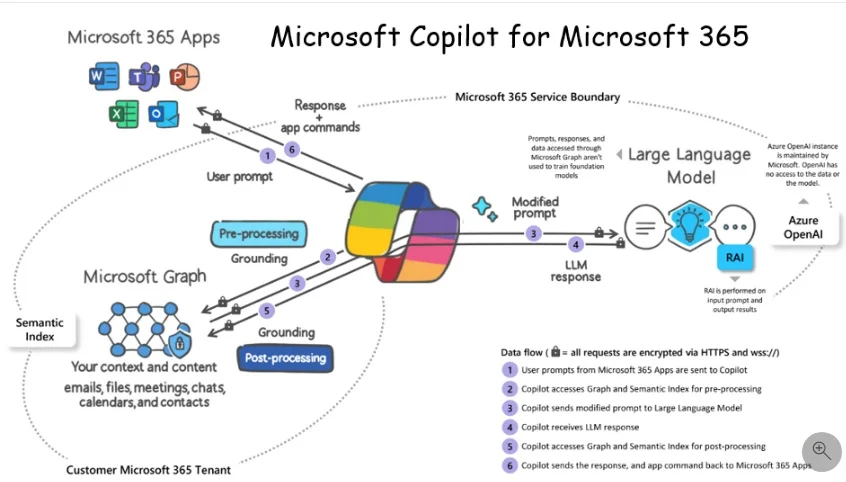 Microsoft 365 Apps
Microsoft Copilot for Microsoft 365
W
T
P
X
O
Response
+
app commands
1
6
User prompt
Microsoft 365 Service Boundary
Prompts, responses, and
data accessed through
Microsoft Graph aren't
used to train foundation
models
Large Language
Model
Azure OpenAI instance
is maintained by
Microsoft. OpenAI has
no access to the data or
the model.
Azure
OpenAI
Modified
prompt
3
4
LLM
response
RAI
RAI is performed on
input prompt and
output results
Pre-processing
Grounding
2
3
5
Microsoft Graph
Semantic
Index
Grounding
Post-processing
Your context and content
emails, files, meetings, chats,
calendars, and contacts
Customer Microsoft 365 Tenant
Data flow ( = all requests are encrypted via HTTPS and wss://)
1 User prompts from Microsoft 365 Apps are sent to Copilot
2 Copilot accesses Graph and Semantic Index for pre-processing
3 Copilot sends modified prompt to Large Language Model
4 Copilot receives LLM response
5 Copilot accesses Graph and Semantic Index for post-processing
6 Copilot sends the response, and app command back to Microsoft 365 Apps